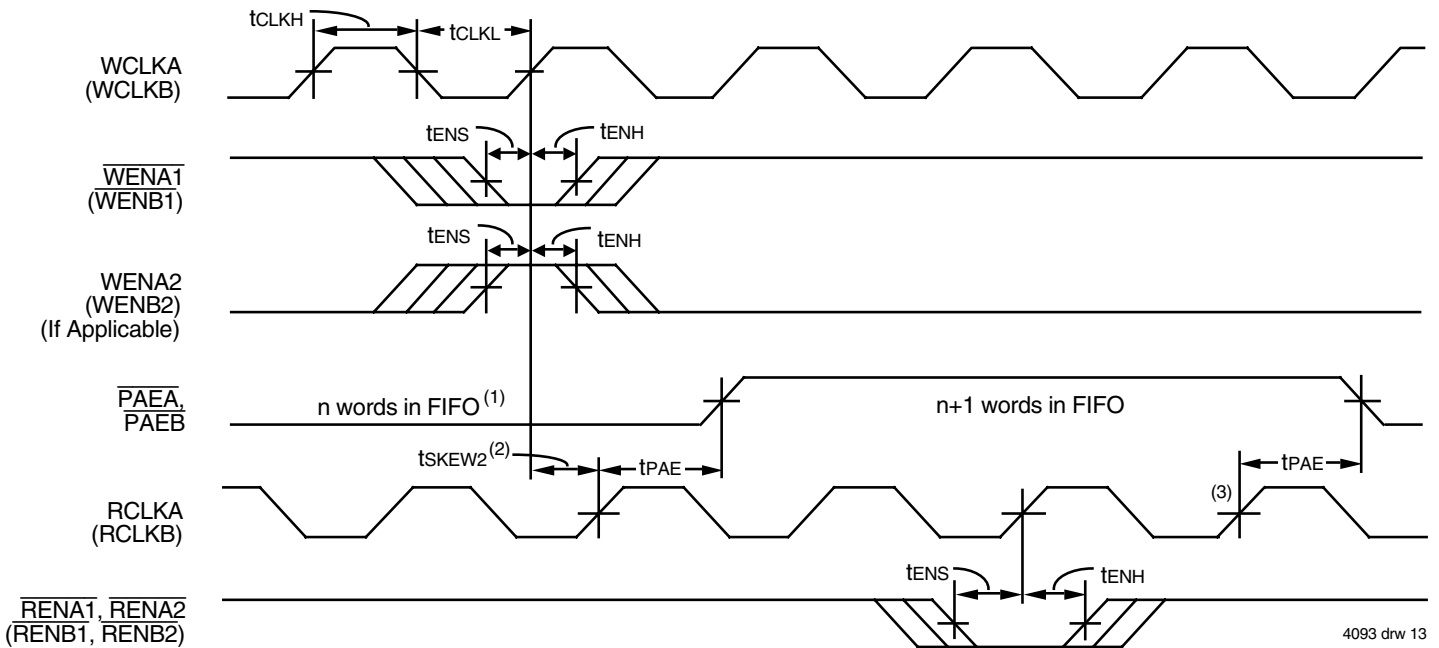 tCLKH
tCLKL
WCLKA
(WCLKB)
tENS
tENH
WENA1
(WENB1)
tENS
tENH
WENA2
(WENB2)
(If Applicable)
PAEA,
PAEB
n words in FIFO (1)
n+1 words in FIFO
tSKEW2(2)
tPAE
tPAE
RCLKA
(RCLKB)
(3)
tENS
tENH
RENA1, RENA2
(RENB1, RENB2)
4093 drw 13